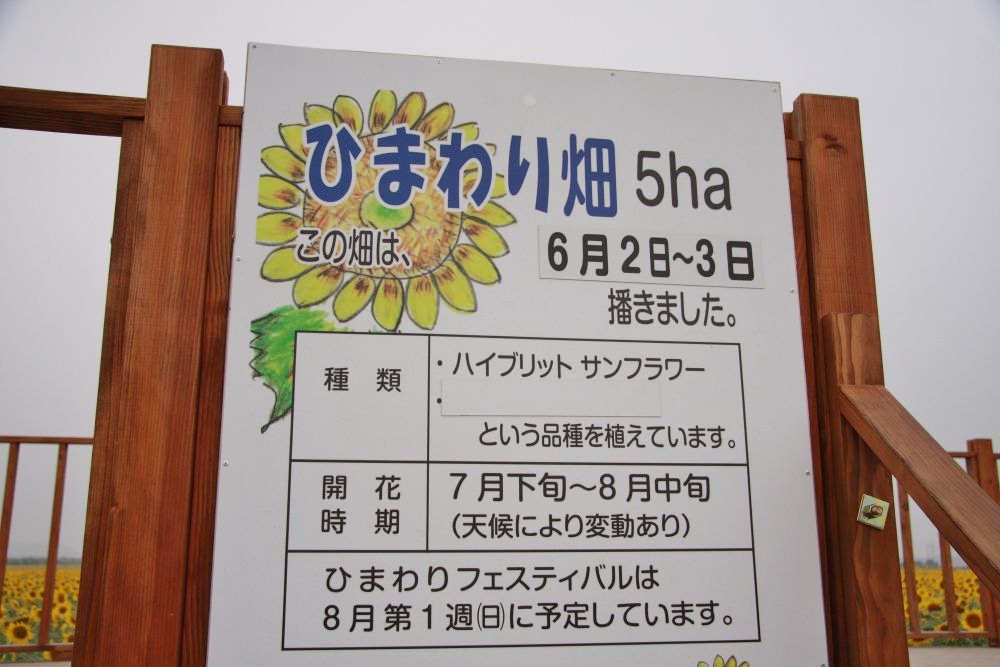 ひまわり畑 5ha
この畑は、
6月2日~3日
播きました。
種 類
・ハイブリット サンフラワー
・
という品種を植えています。
開 花
時 期
7月下旬～8月中旬
(天候により変動あり)
ひまわりフェスティバルは
8月第1週(日)に予定しています。